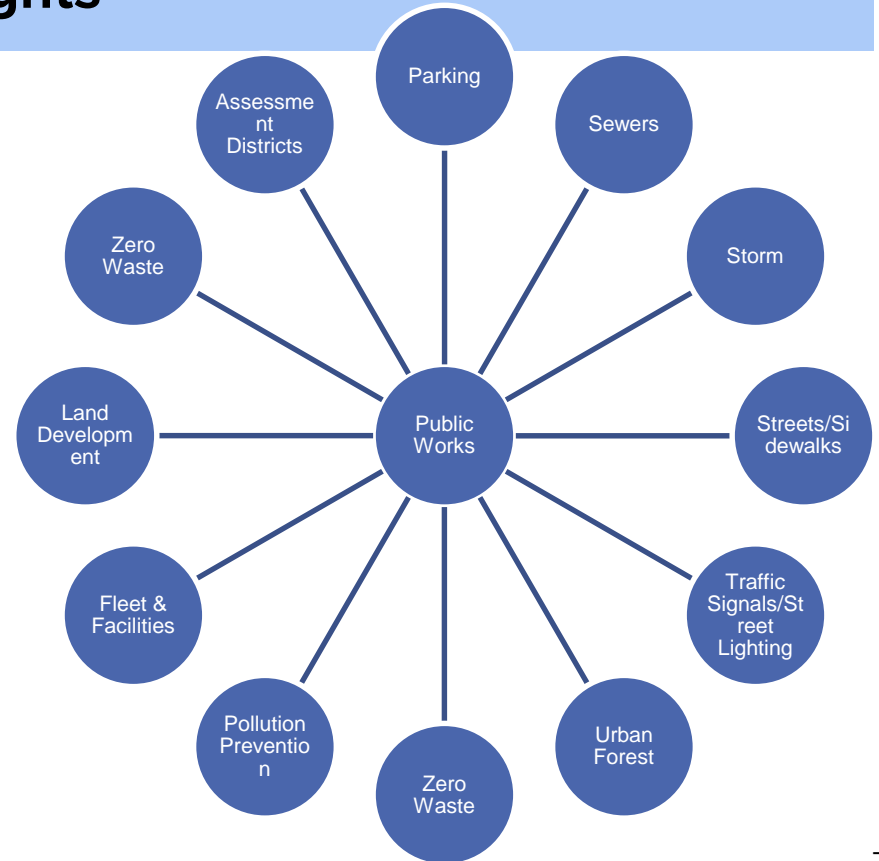 Parking
Sewers
Storm
Streets/Si
dewalks
Traffic
Signals/St
reet
Lighting
Urban
Forest
Zero
Waste
Pollution
Preventio
n
Fleet &
Facilities
Land
Developm
ent
Zero
Waste
Assessme
nt
Districts
Public
Works